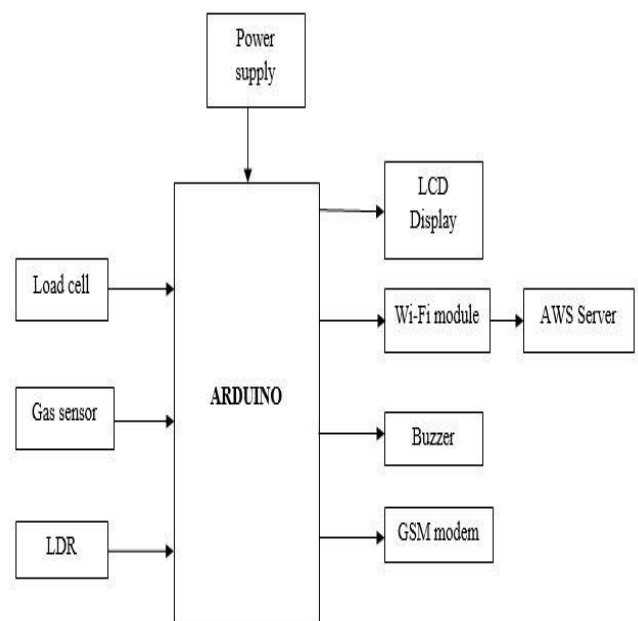 Power
supply
LCD
Display
Load cell
Wi-Fi module
AWS Server
Gas sensor
ARDUINO
Buzzer
LDR
GSM modem